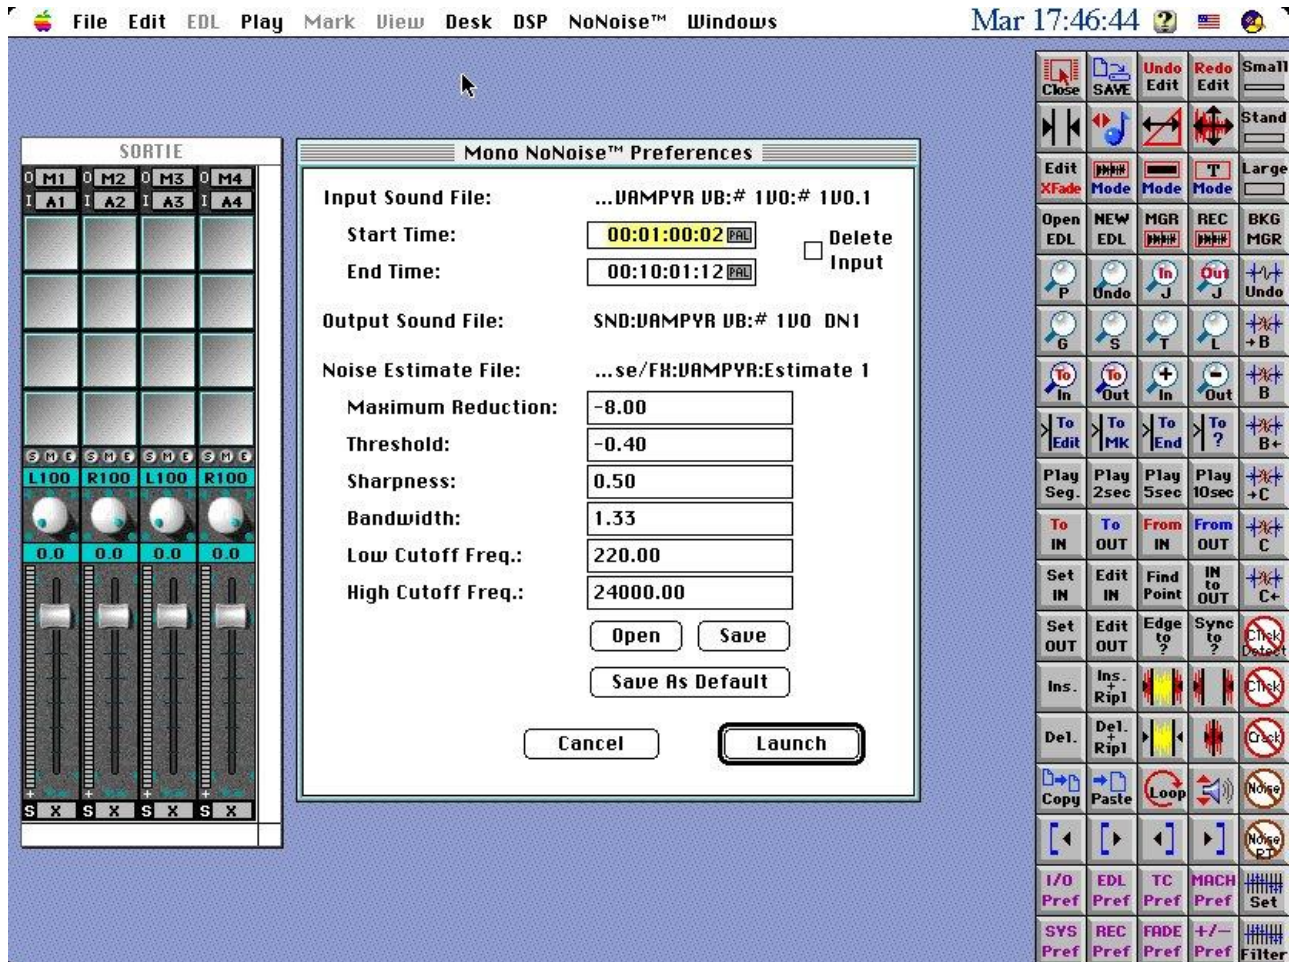 File Edit EDL Play Mark View Desk DSP NoNoise™ Windows Mar 17:46:44
SORTIE
O M1 O M2 O M3 O M4
I A1 I A2 I A3 I A4
S M E S M E S M E S M E
L100 R100 L100 R100
0.0 0.0 0.0 0.0
S X S X S X S X
Mono NoNoise™ Preferences
Input Sound File: ...VAMPYR VB:# 1V0:# 1V0.1
Start Time: 00:01:00:02 PAL
Delete
Input
End Time: 00:10:01:12 PAL
Output Sound File: SND:VAMPYR VB:# 1V0 DN1
Noise Estimate File: ...se/FX:VAMPYR:Estimate 1
Maximum Reduction: -8.00
Threshold: -0.40
Sharpness: 0.50
Bandwidth: 1.33
Low Cutoff Freq.: 220.00
High Cutoff Freq.: 24000.00
Open Save
Save As Default
Cancel Launch
Close SAVE Undo Edit Redo Edit Small
Stand
Edit XFade Mode Mode T Mode Large
Open EDL NEW EDL MGR REC BKG MGR
P Undo In J Out J Undo
G S T L → B
To In To Out + In - Out B
To Edit To MK To End To ? B←
Play Seg. Play 2sec Play 5sec Play 10sec →C
To IN To OUT From IN From OUT C
Set IN Edit IN Find Point IN to OUT C←
Set OUT Edit OUT Edge to ? Sync to ? Click Detect
Ins. Ins. + Ripl Click
Del. Del. + Ripl Crack
Copy Paste Loop Noise
Noise RT
I/O Pref EDL Pref TC Pref MACH Pref Set
SYS Pref REC Pref FADE Pref +/- Pref Filter